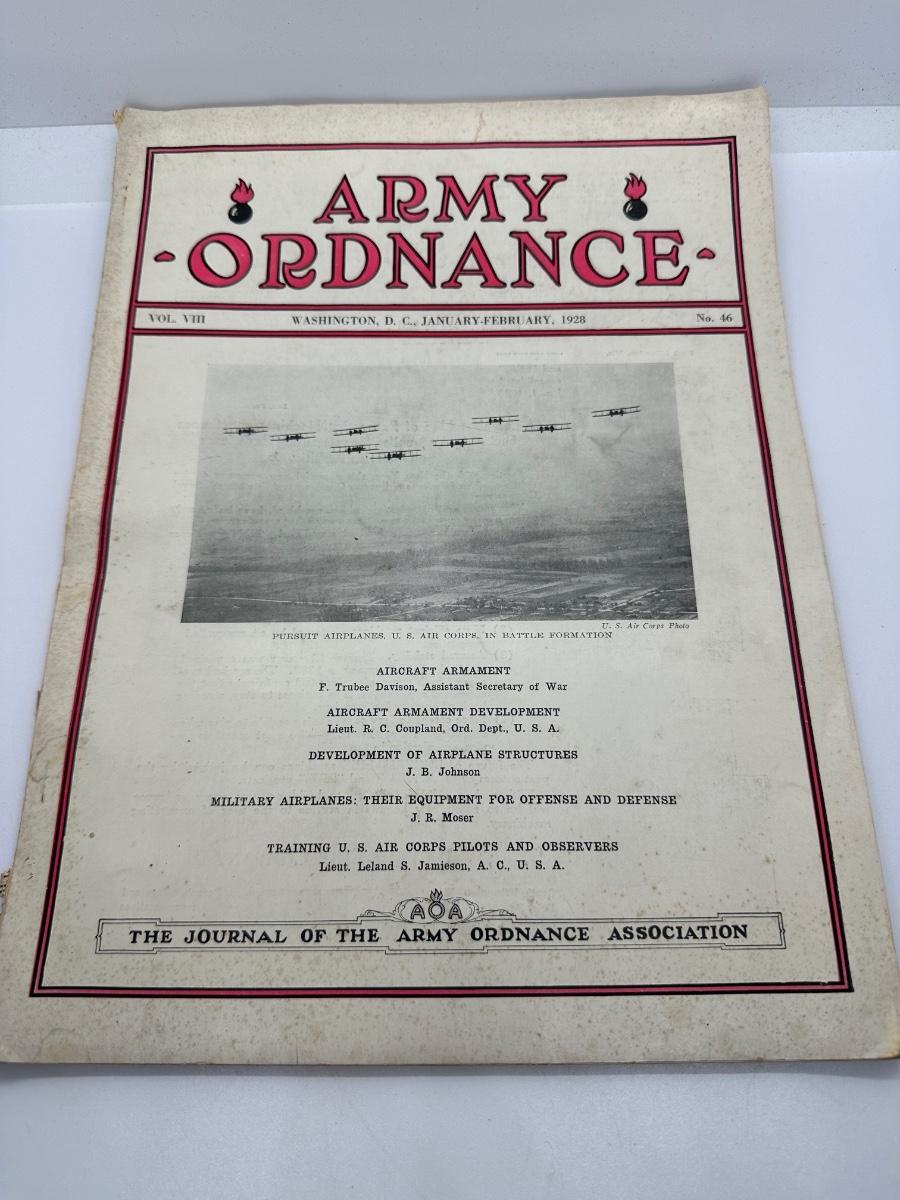 ARMY
-ORDNANCE-
VOL. VIII WASHINGTON, D. C., JANUARY-FEBRUARY, 1928 No. 46
U. S. Air Corps Photo
PURSUIT AIRPLANES, U. S. AIR CORPS, IN BATTLE FORMATION
AIRCRAFT ARMAMENT
F. Trubee Davison, Assistant Secretary of War
AIRCRAFT ARMAMENT DEVELOPMENT
Lieut. R. C. Coupland, Ord. Dept., U. S. A.
DEVELOPMENT OF AIRPLANE STRUCTURES
J. B. Johnson
MILITARY AIRPLANES: THEIR EQUIPMENT FOR OFFENSE AND DEFENSE
J. R. Moser
TRAINING U. S. AIR CORPS PILOTS AND OBSERVERS
Lieut. Leland S. Jamieson, A. C., U. S. A.
AOA
THE JOURNAL OF THE ARMY ORDNANCE ASSOCIATION